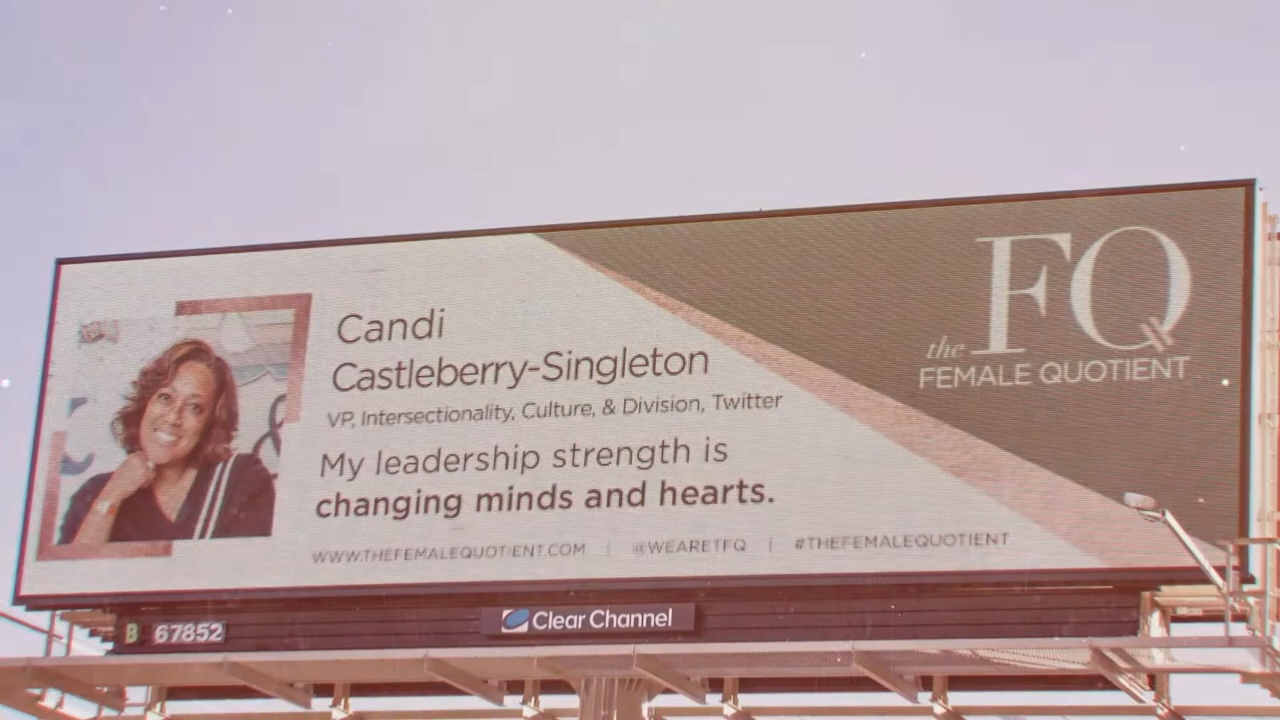 Candi
Castleberry-Singleton
VP, Intersectionality, Culture, & Division, Twitter
My leadership strength is
changing minds and hearts.
WWW.THEFEMALEQUOTIENT.COM | @WEARETFQ | #THEFEMALEQUOTIENT
FQ
the
FEMALE QUOTIENT
B 67852
Clear Channel